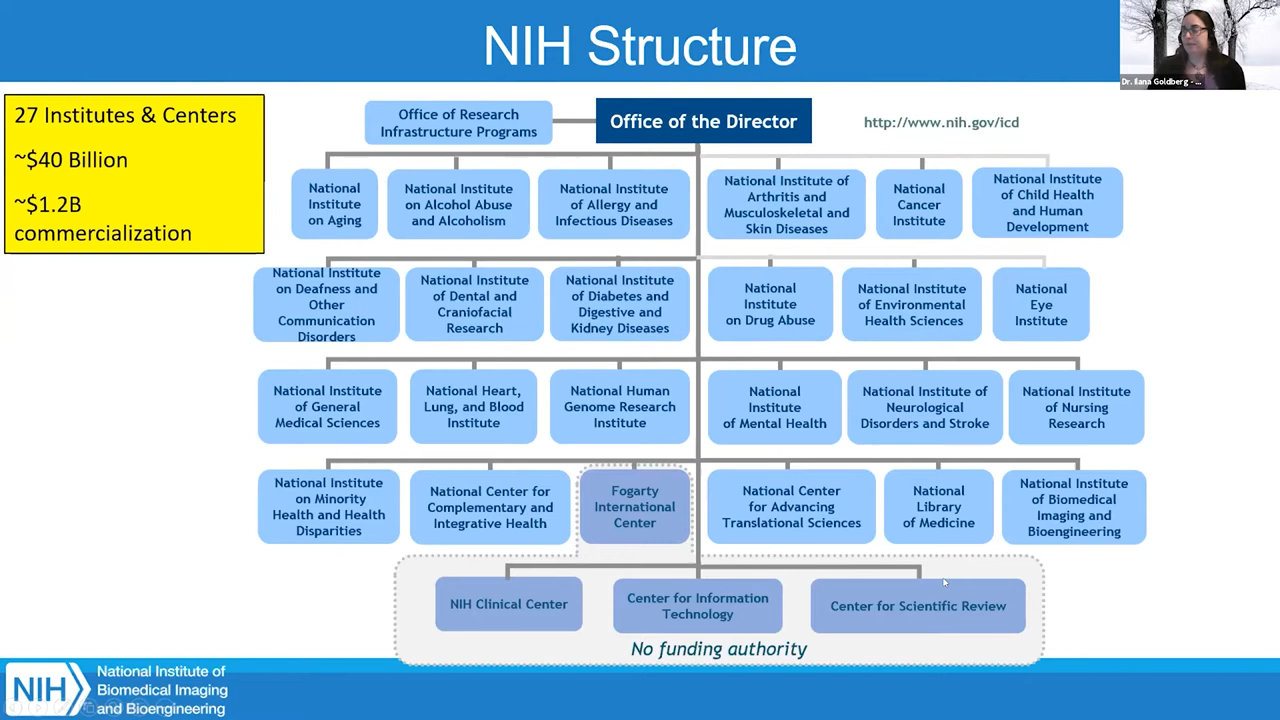 NIH Structure
Dr. Ilana Goldberg - ...
27 Institutes & Centers
~$40 Billion
~$1.2B
commercialization
Office of Research
Infrastructure Programs
Office of the Director
http://www.nih.gov/icd
National
Institute
on Aging
National Institute
on Alcohol Abuse
and Alcoholism
National Institute
of Allergy and
Infectious Diseases
National Institute of
Arthritis and
Musculoskeletal and
Skin Diseases
National
Cancer
Institute
National Institute
of Child Health
and Human
Development
National Institute
on Deafness and
Other
Communication
Disorders
National Institute
of Dental and
Craniofacial
Research
National Institute
of Diabetes and
Digestive and
Kidney Diseases
National
Institute
on Drug Abuse
National Institute
of Environmental
Health Sciences
National
Eye
Institute
National Institute
of General
Medical Sciences
National Heart,
Lung, and Blood
Institute
National Human
Genome Research
Institute
National
Institute
of Mental Health
National Institute of
Neurological
Disorders and Stroke
National Institute
of Nursing
Research
National Institute
on Minority
Health and Health
Disparities
National Center for
Complementary and
Integrative Health
Fogarty
International
Center
National Center
for Advancing
Translational Sciences
National
Library
of Medicine
National Institute
of Biomedical
Imaging and
Bioengineering
NIH Clinical Center
Center for Information
Technology
Center for Scientific Review
No funding authority
NIH
National Institute of
Biomedical Imaging
and Bioengineering